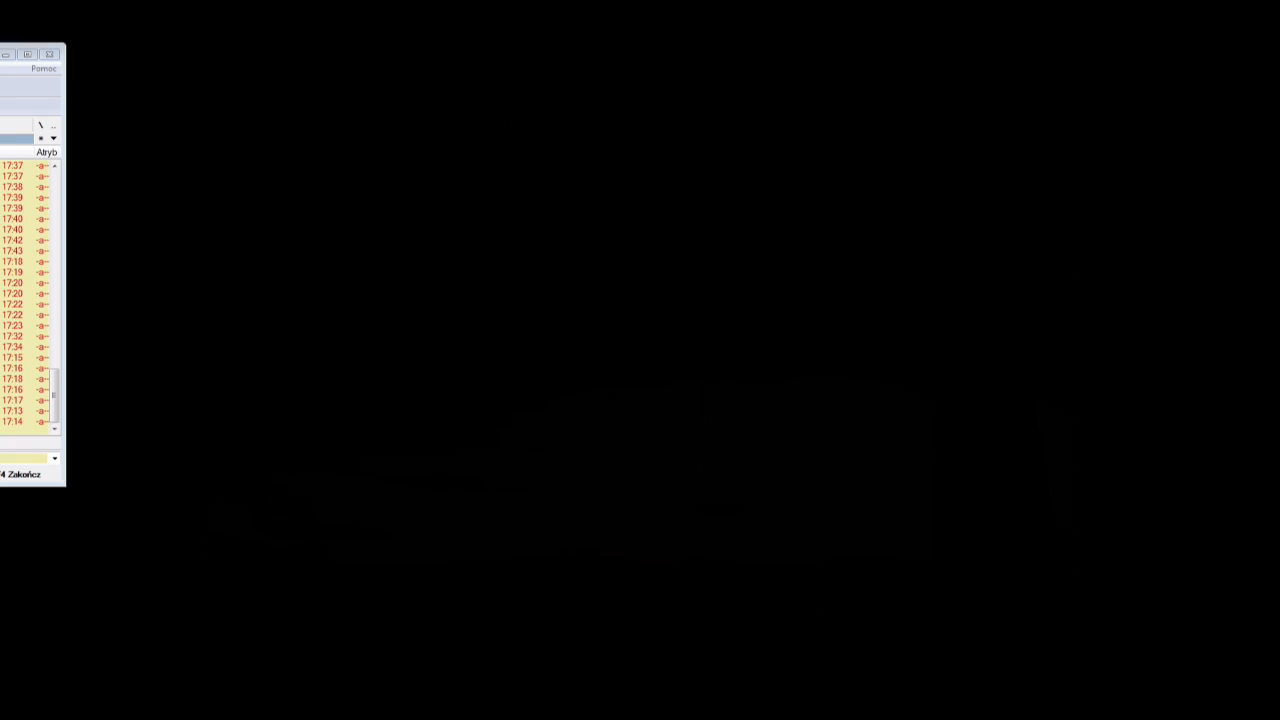 Pomoc
\ ..
* 
Atryb
17:37 -a--
17:37 -a--
17:38 -a--
17:39 -a--
17:39 -a--
17:40 -a--
17:40 -a--
17:42 -a--
17:43 -a--
17:18 -a--
17:19 -a--
17:20 -a--
17:20 -a--
17:22 -a--
17:22 -a--
17:23 -a--
17:32 -a--
17:34 -a--
17:15 -a--
17:16 -a--
17:18 -a--
17:16 -a--
17:17 -a--
17:13 -a--
17:14 -a--
4 Zakończ